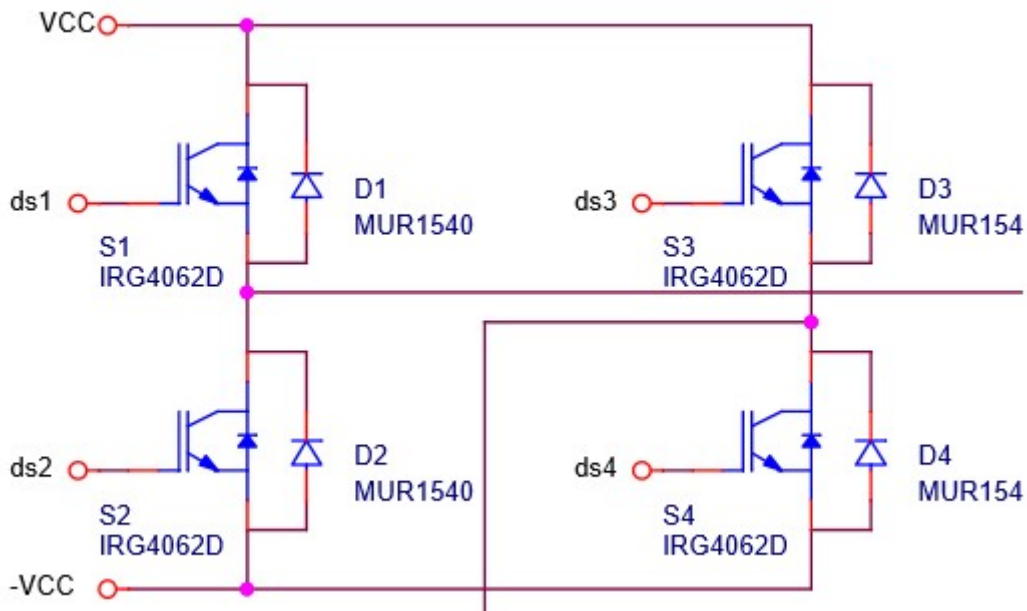 VCC
ds1
S1
IRG4062D
D1
MUR1540
ds3
S3
IRG4062D
D3
MUR154
ds2
S2
IRG4062D
D2
MUR1540
ds4
S4
IRG4062D
D4
MUR154
-VCC